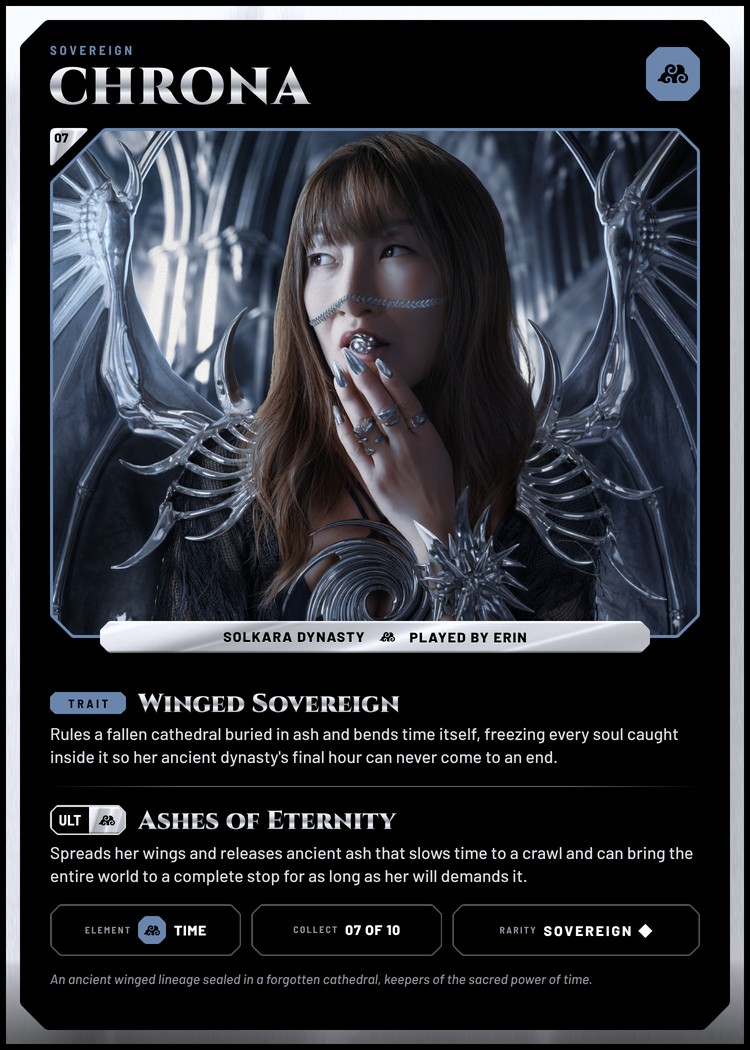 SOVEREIGN
CHRONA
07
SOLKARA DYNASTY PLAYED BY ERIN
TRAIT WINGED SOVEREIGN
Rules a fallen cathedral buried in ash and bends time itself, freezing every soul caught
inside it so her ancient dynasty's final hour can never come to an end.
ULT ASHES OF ETERNITY
Spreads her wings and releases ancient ash that slows time to a crawl and can bring the
entire world to a complete stop for as long as her will demands it.
ELEMENT TIME COLLECT 07 OF 10 RARITY SOVEREIGN
An ancient winged lineage sealed in a forgotten cathedral, keepers of the sacred power of time.